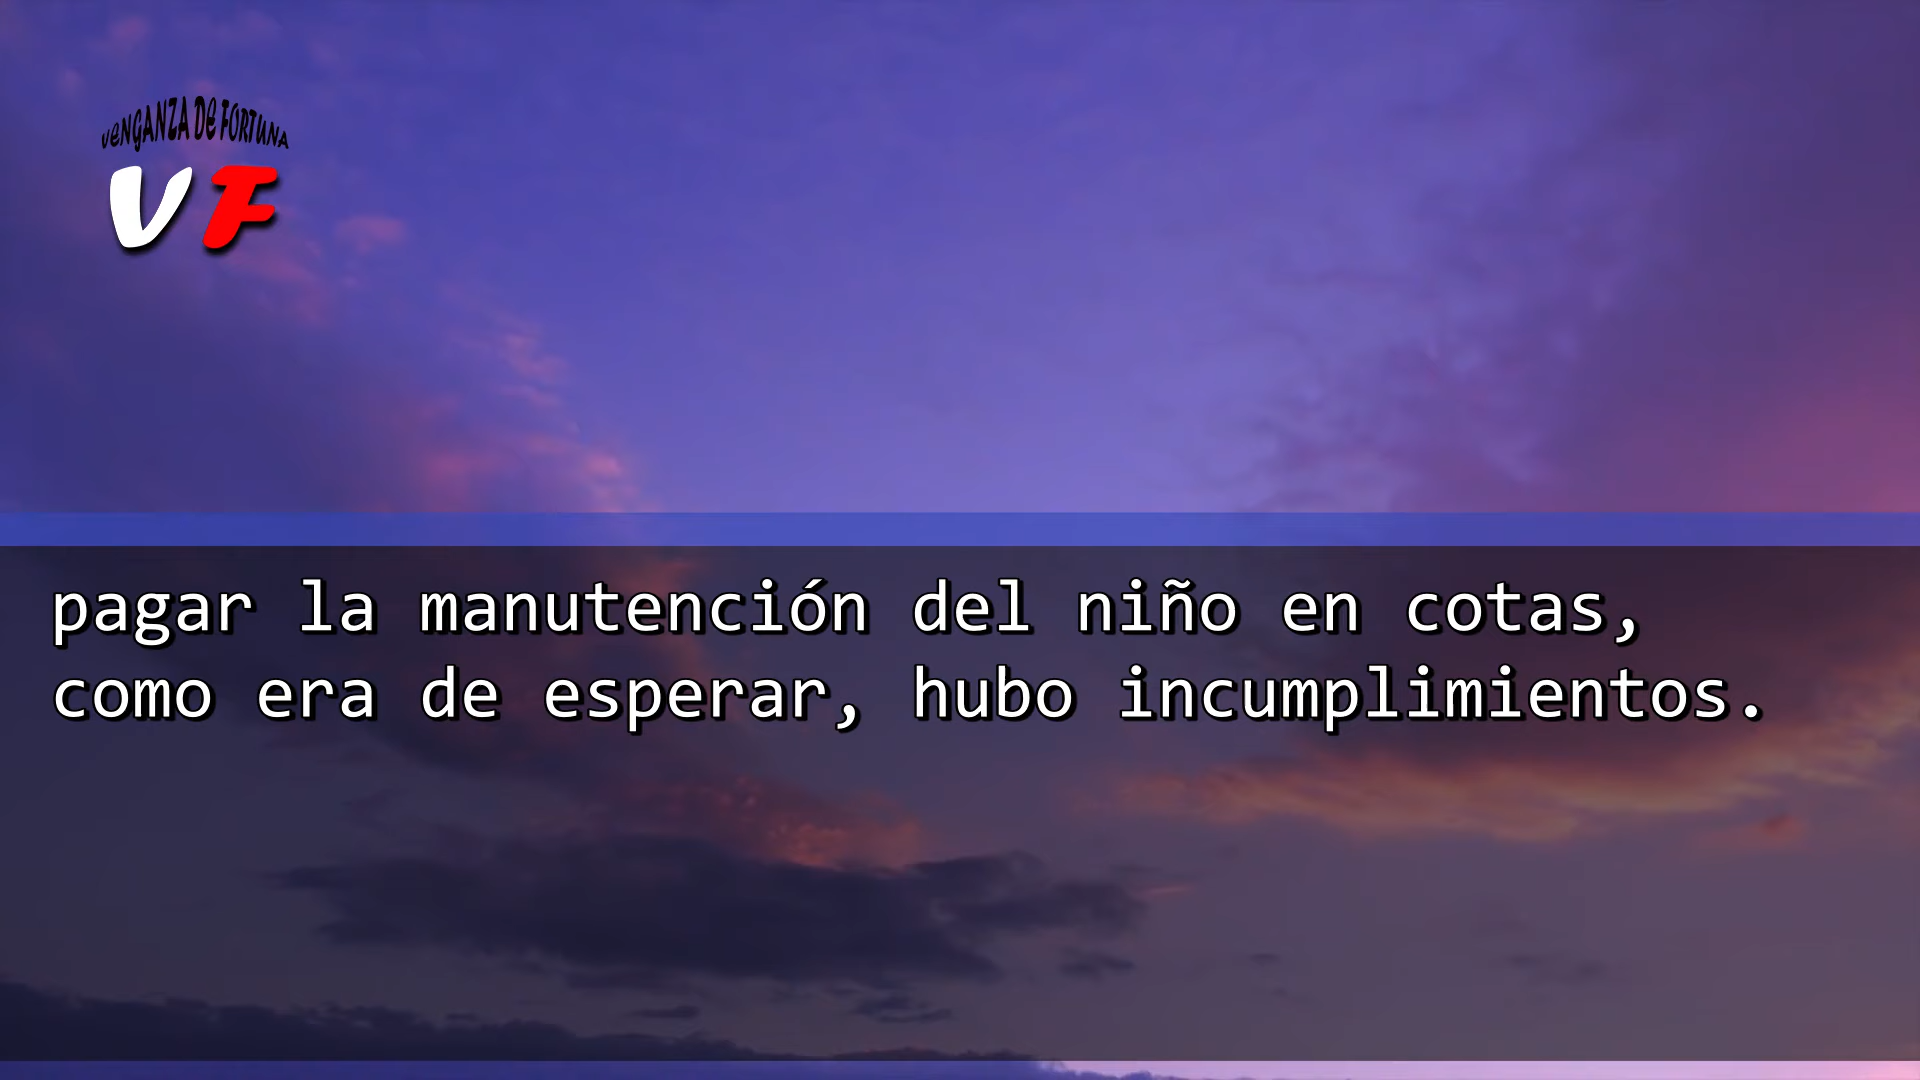 VENGANZA DE FORTUNA
VF
pagar la manutención del niño en cotas,
como era de esperar, hubo incumplimientos.